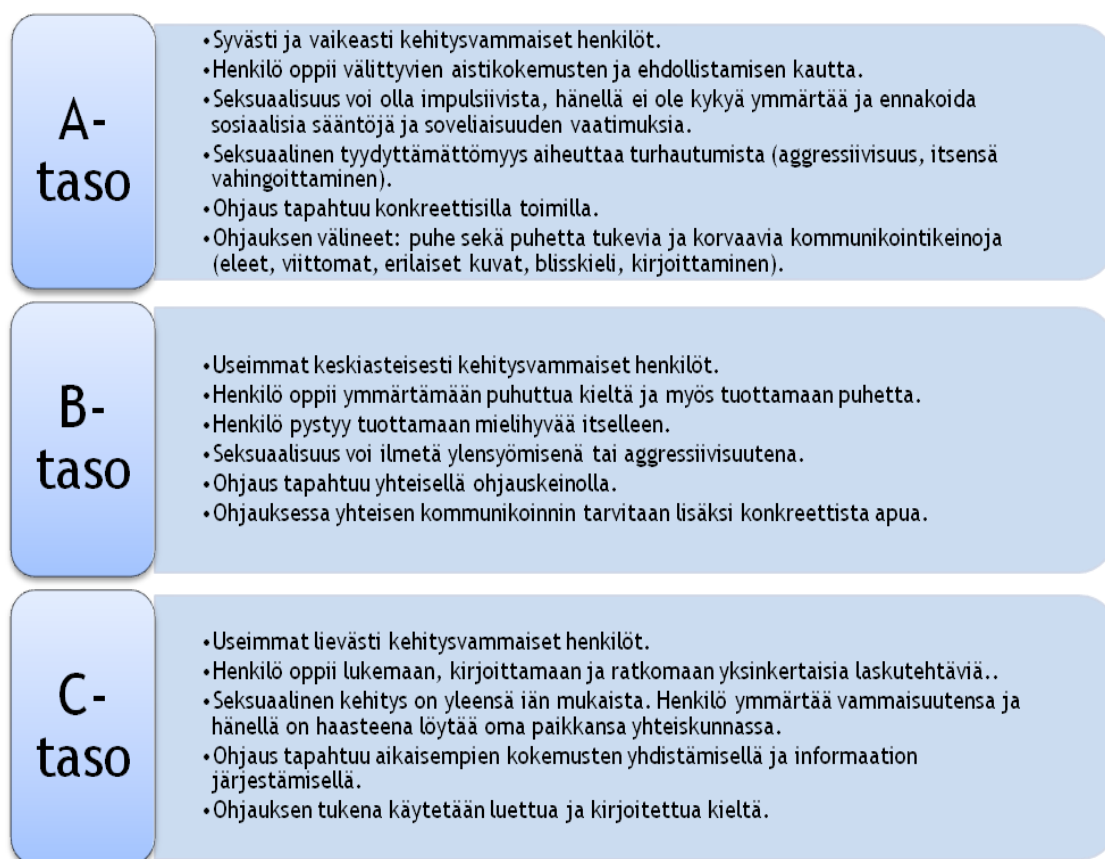 A-
taso
•Syvästi ja vaikeasti kehitysvammaiset henkilöt.
•Henkilö oppii välittyvien aistikokemusten ja ehdollistamisen kautta.
•Seksuaalisuus voi olla impulsiivista, hänellä ei ole kykyä ymmärtää ja ennakoida
sosiaalisia sääntöjä ja soveliaisuuden vaatimuksia.
•Seksuaalinen tyydyttämättömyys aiheuttaa turhautumista (aggressiivisuus, itsensä
vahingoittaminen).
•Ohjaus tapahtuu konkreettisilla toimilla.
•Ohjauksen välineet: puhe sekä puhetta tukevia ja korvaavia kommunikointikeinoja
(eleet, viittomat, erilaiset kuvat, blisskieli, kirjoittaminen).
B-
taso
•Useimmat keskiasteisesti kehitysvammaiset henkilöt.
•Henkilö oppii ymmärtämään puhuttua kieltä ja myös tuottamaan puhetta.
•Henkilö pystyy tuottamaan mielihyvää itselleen.
•Seksuaalisuus voi ilmetä ylensyömisenä tai aggressiivisuutena.
•Ohjaus tapahtuu yhteisellä ohjauskeinolla.
•Ohjauksessa yhteisen kommunikoinnin tarvitaan lisäksi konkreettista apua.
C-
taso
•Useimmat lievästi kehitysvammaiset henkilöt.
•Henkilö oppii lukemaan, kirjoittamaan ja ratkomaan yksinkertaisia laskutehtäviä..
•Seksuaalinen kehitys on yleensä iän mukaista. Henkilö ymmärtää vammaisuutensa ja
hänellä on haasteena löytää oma paikkansa yhteiskunnassa.
•Ohjaus tapahtuu aikaisempien kokemusten yhdistämisellä ja informaation
järjestämisellä.
•Ohjauksen tukena käytetään luettua ja kirjoitettua kieltä.